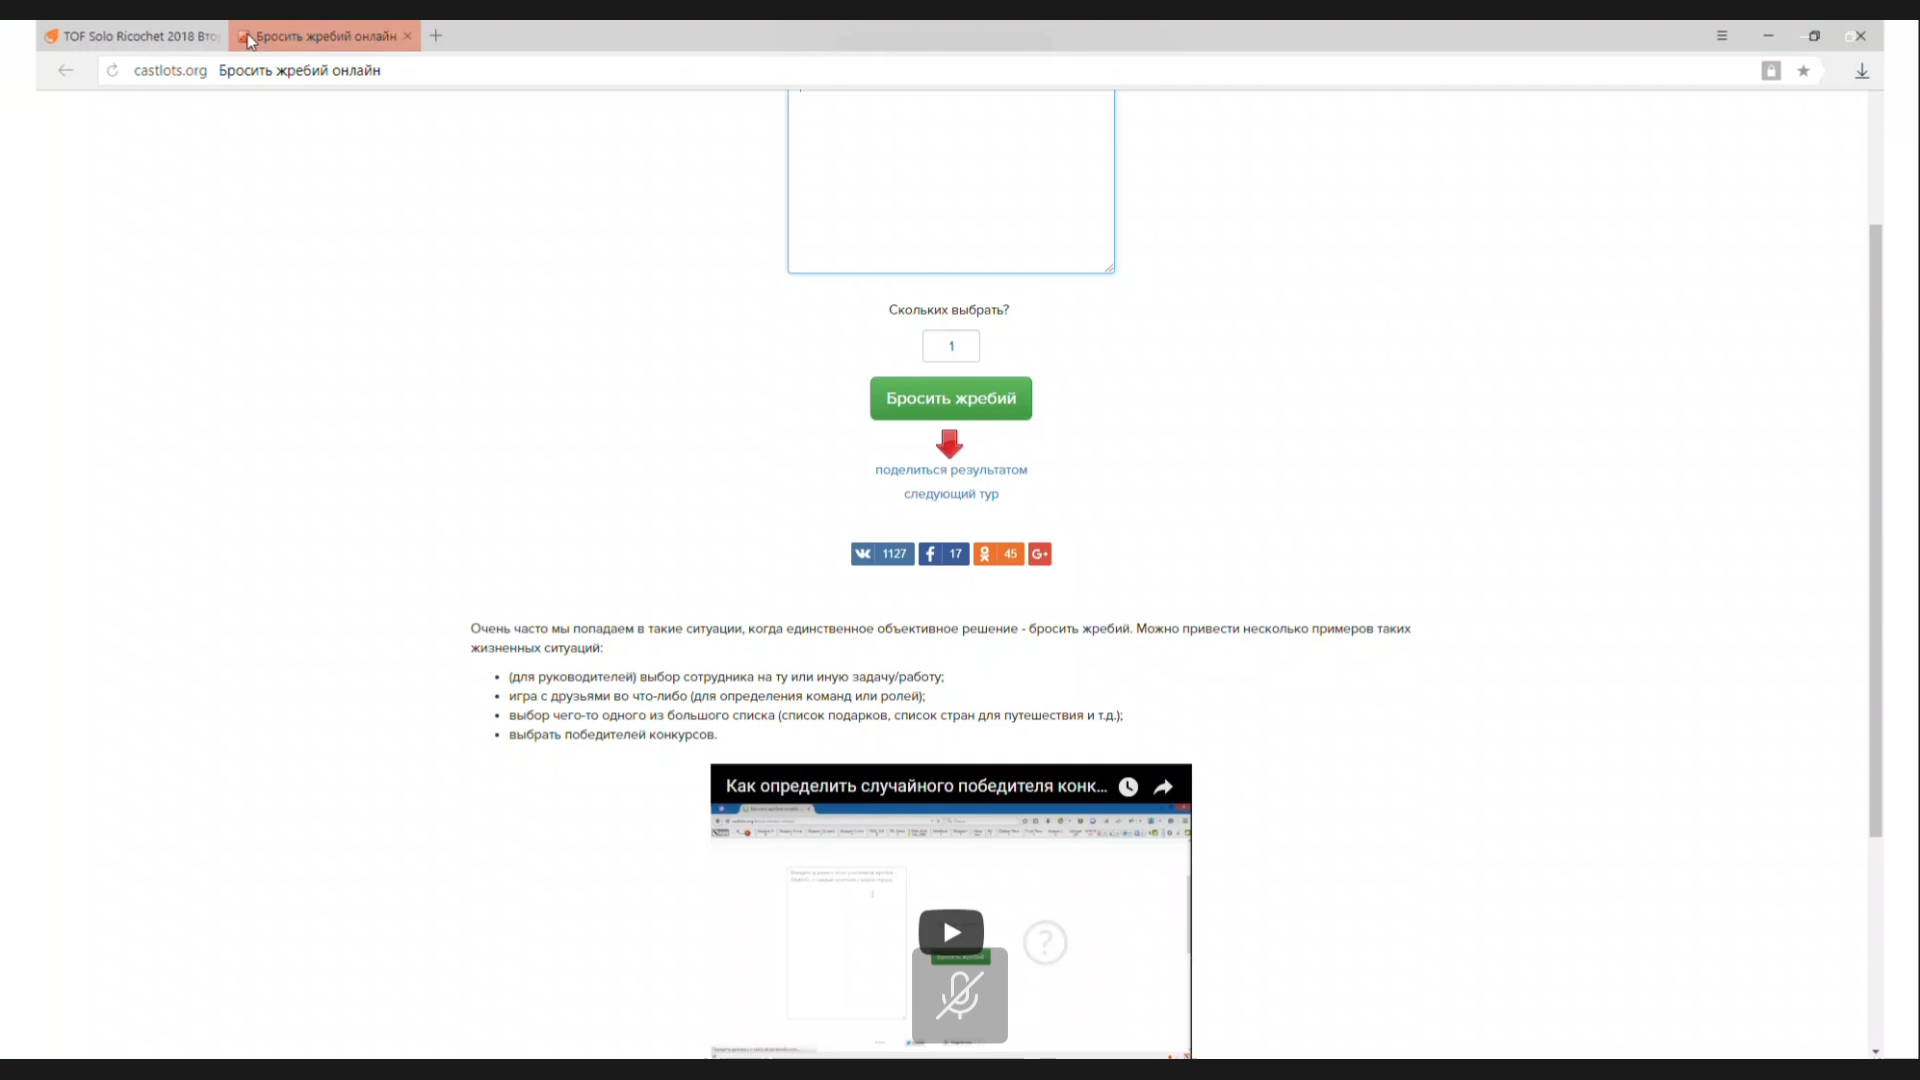 TOF Solo Ricochet 2018 Вто
Бросить жребий онлайн
castlots.org Бросить жребий онлайн
Скольких выбрать?
1
Бросить жребий
поделиться результатом
следующий тур
1127 17 45 G+
Очень часто мы попадаем в такие ситуации, когда единственное объективное решение - бросить жребий. Можно привести несколько примеров таких
жизненных ситуаций:
(для руководителей) выбор сотрудника на ту или иную задачу/работу;
игра с друзьями во что-либо (для определения команд или ролей);
выбор чего-то одного из большого списка (список подарков, список стран для путешествия и т.д.);
выбрать победителей конкурсов.
Как определить случайного победителя конк...